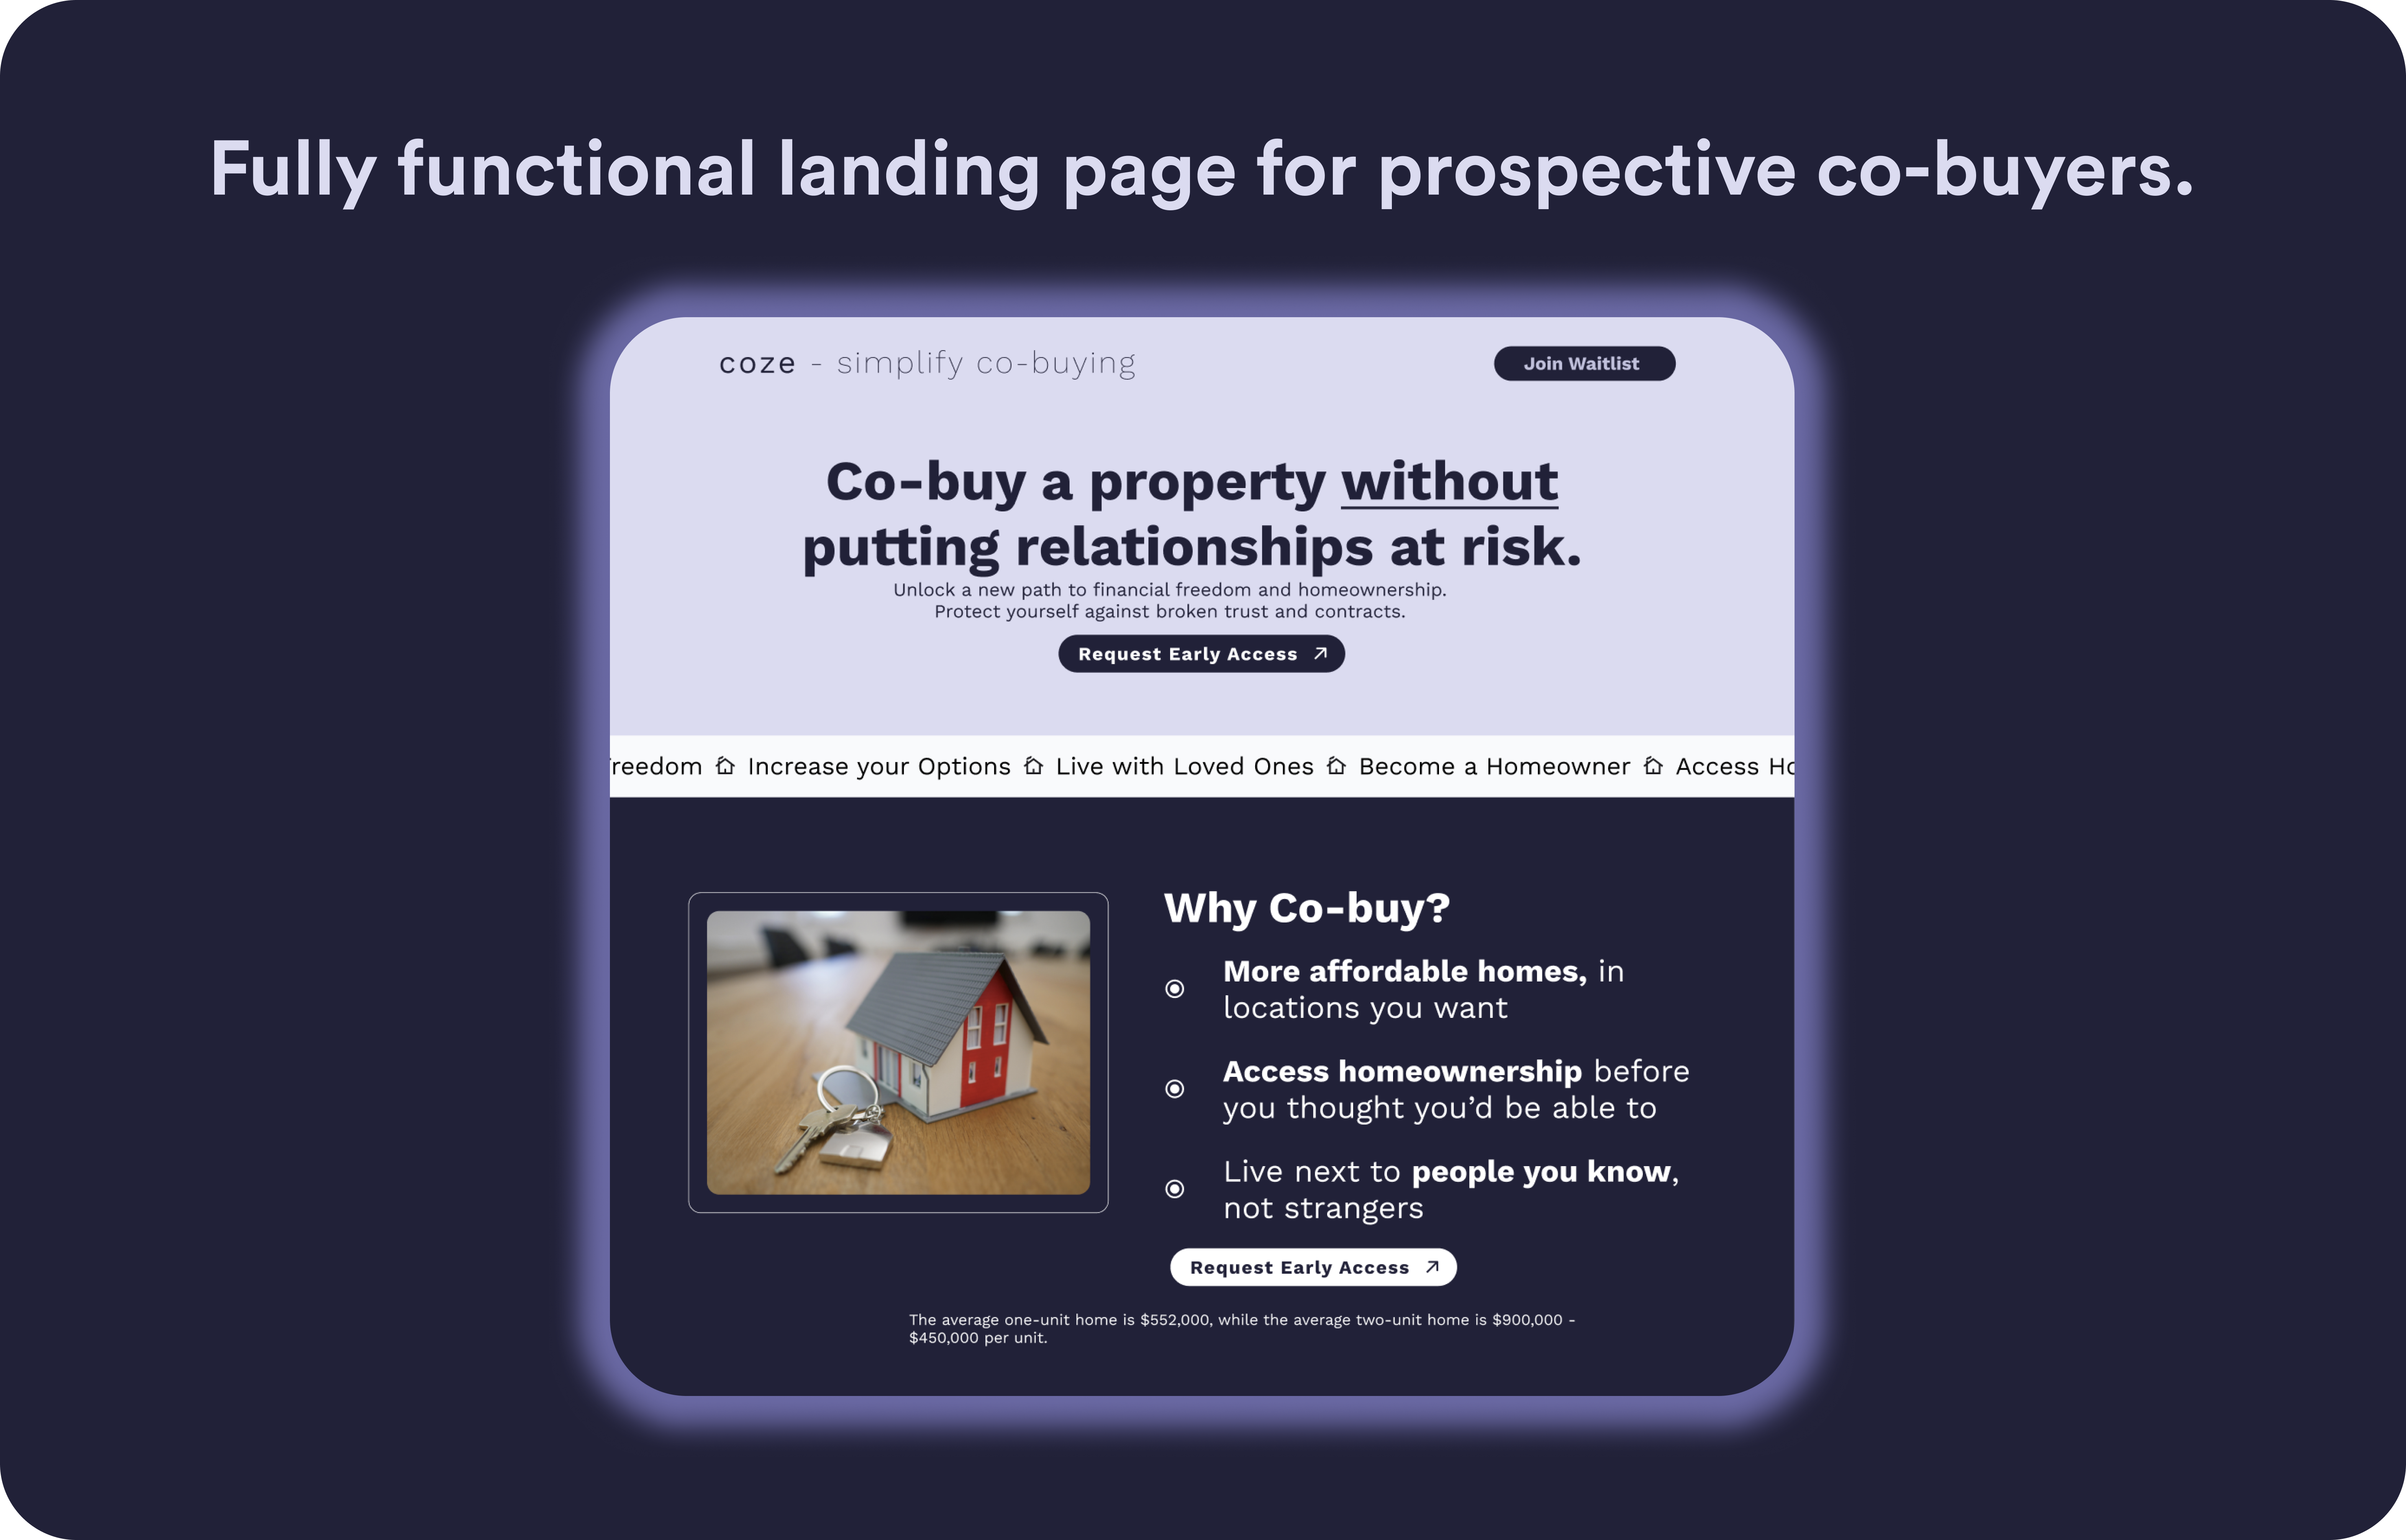 Fully functional landing page for prospective co-buyers.
coze - simplify co-buying
Join Waitlist
Co-buy a property without
putting relationships at risk.
Unlock a new path to financial freedom and homeownership.
Protect yourself against broken trust and contracts.
Request Early Access
reedom Increase your Options Live with Loved Ones Become a Homeowner Access Ho
Why Co-buy?
More affordable homes, in
locations you want
Access homeownership before
you thought you’d be able to
Live next to people you know,
not strangers
Request Early Access
The average one-unit home is $552,000, while the average two-unit home is $900,000 -
$450,000 per unit.